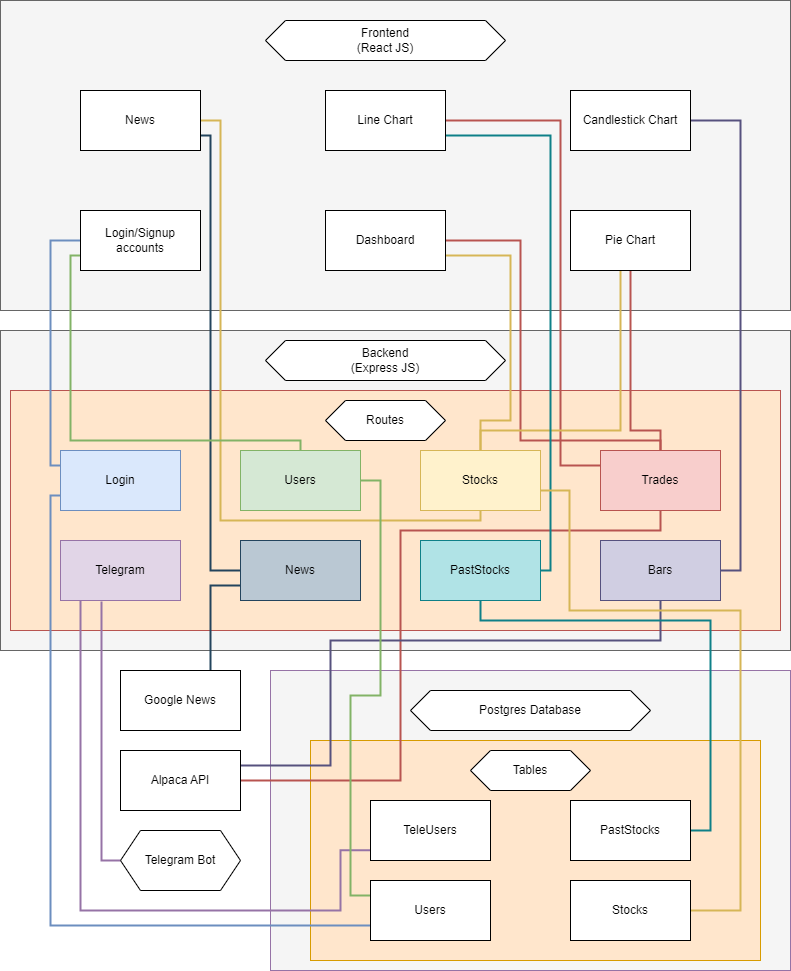 Frontend
(React JS)
News
Line Chart
Candlestick Chart
Login/Signup
accounts
Dashboard
Pie Chart
Backend
(Express JS)
Routes
Login
Users
Stocks
Trades
Telegram
News
PastStocks
Bars
Google News
Postgres Database
Alpaca API
Tables
TeleUsers
PastStocks
Telegram Bot
Users
Stocks